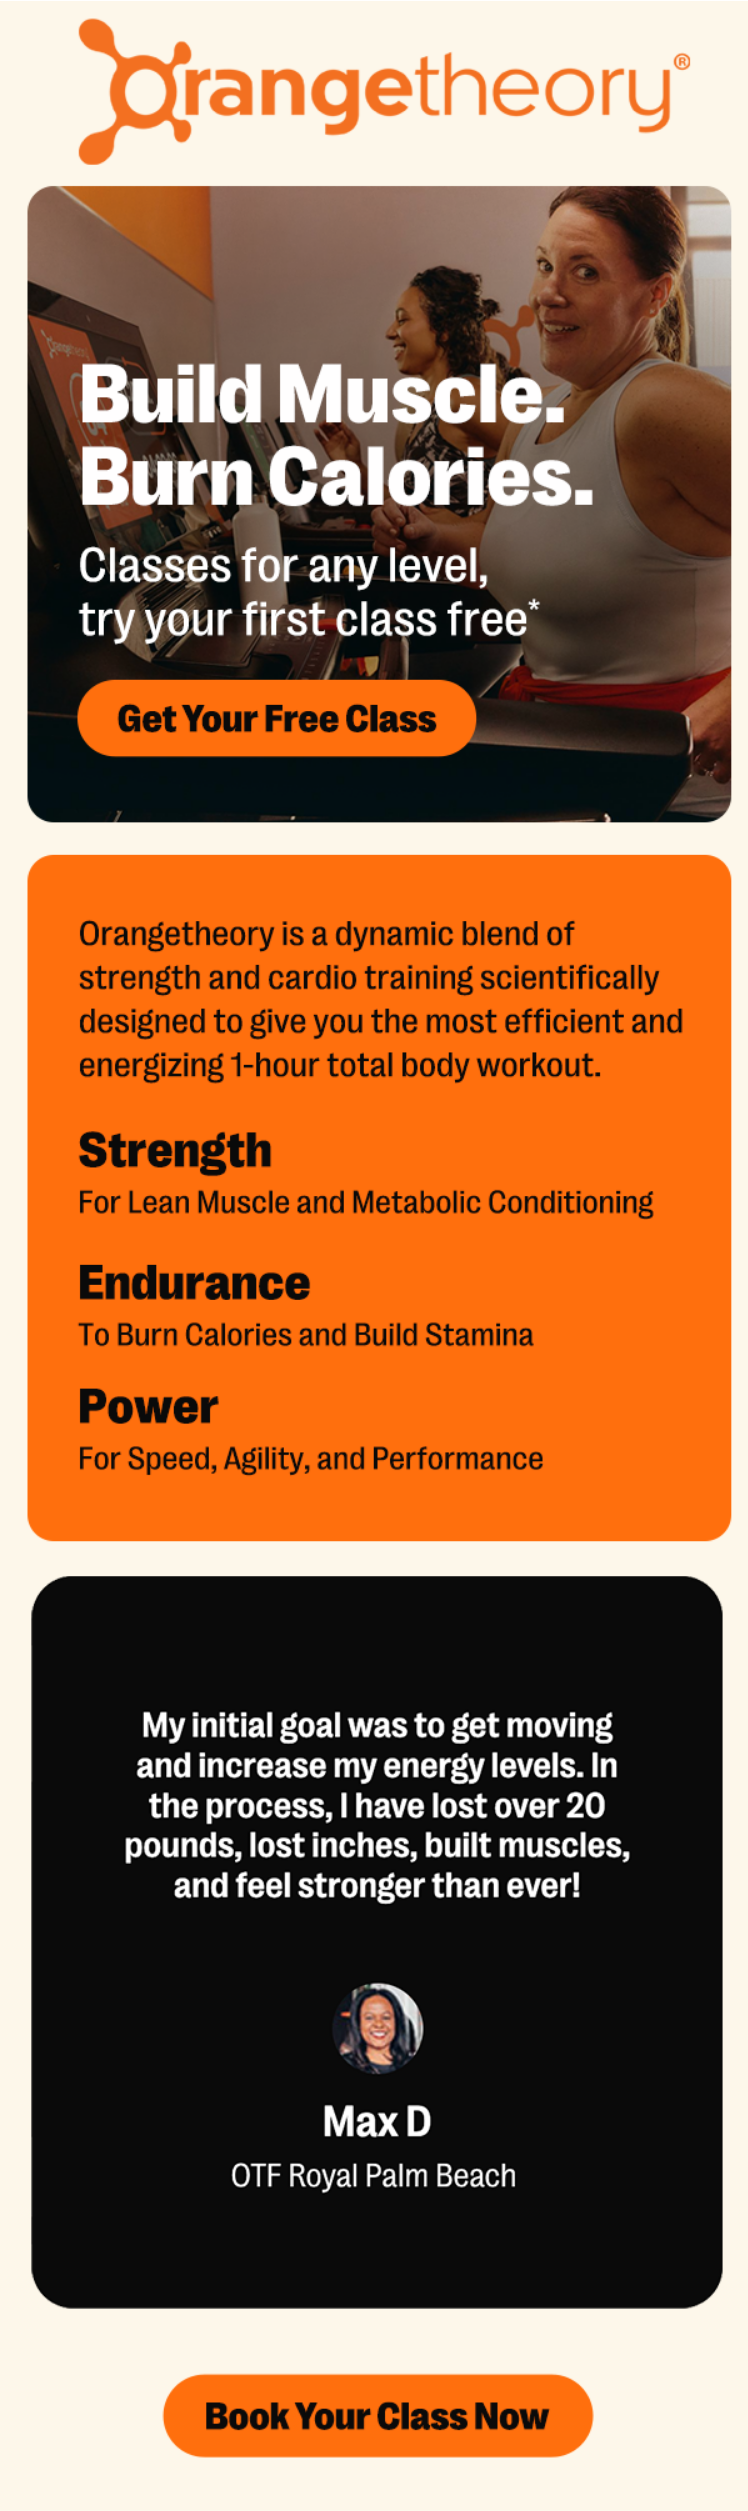 Orangetheory®
Build Muscle.
Burn Calories.
Classes for any level,
try your first class free*
Get Your Free Class
Orangetheory is a dynamic blend of
strength and cardio training scientifically
designed to give you the most efficient and
energizing 1-hour total body workout.
Strength
For Lean Muscle and Metabolic Conditioning
Endurance
To Burn Calories and Build Stamina
Power
For Speed, Agility, and Performance
My initial goal was to get moving
and increase my energy levels. In
the process, I have lost over 20
pounds, lost inches, built muscles,
and feel stronger than ever!
Max D
OTF Royal Palm Beach
Book Your Class Now